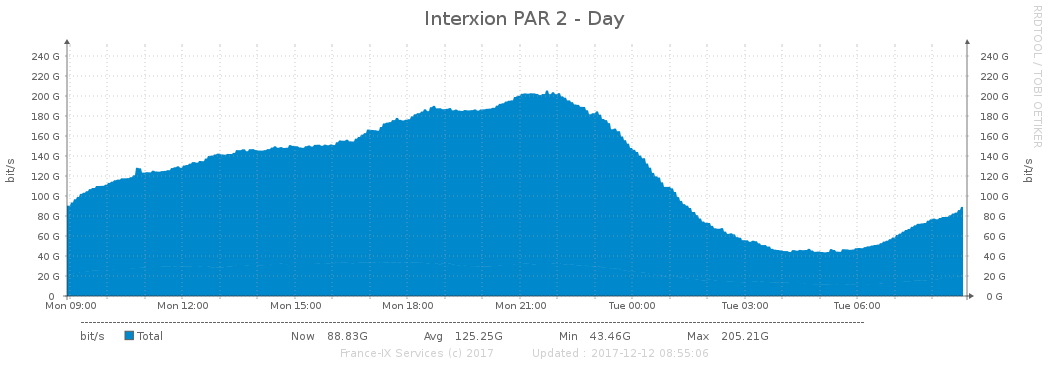 Interxion PAR 2 - Day
RRDTOOL / TOBI OETIKER
bit/s
240 G 240 G
220 G 220 G
200 G 200 G
180 G 180 G
160 G 160 G
140 G 140 G
120 G 120 G
100 G 100 G
80 G 80 G
60 G 60 G
40 G 40 G
20 G 20 G
0 0 G
bit/s
Mon 09:00 Mon 12:00 Mon 15:00 Mon 18:00 Mon 21:00 Tue 00:00 Tue 03:00 Tue 06:00
bit/s Total Now 88.83G Avg 125.25G Min 43.46G Max 205.21G
France-IX Services (c) 2017 Updated : 2017-12-12 08:55:06